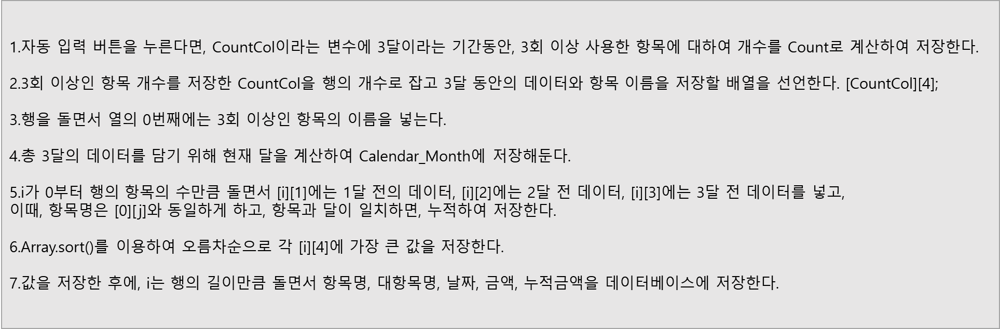 1.자동 입력 버튼을 누른다면, CountCol이라는 변수에 3달이라는 기간동안, 3회 이상 사용한 항목에 대하여 개수를 Count로 계산하여 저장한다.
2.3회 이상인 항목 개수를 저장한 CountCol을 행의 개수로 잡고 3달 동안의 데이터와 항목 이름을 저장할 배열을 선언한다. [CountCol][4];
3.행을 돌면서 열의 0번째에는 3회 이상인 항목의 이름을 넣는다.
4.총 3달의 데이터를 담기 위해 현재 달을 계산하여 Calendar_Month에 저장해둔다.
5.i가 0부터 행의 항목의 수만큼 돌면서 [i][1]에는 1달 전의 데이터, [i][2]에는 2달 전 데이터, [i][3]에는 3달 전 데이터를 넣고,
이때, 항목명은 [0][j]와 동일하게 하고, 항목과 달이 일치하면, 누적하여 저장한다.
6.Array.sort()를 이용하여 오름차순으로 각 [i][4]에 가장 큰 값을 저장한다.
7.값을 저장한 후에, i는 행의 길이만큼 돌면서 항목명, 대항목명, 날짜, 금액, 누적금액을 데이터베이스에 저장한다.